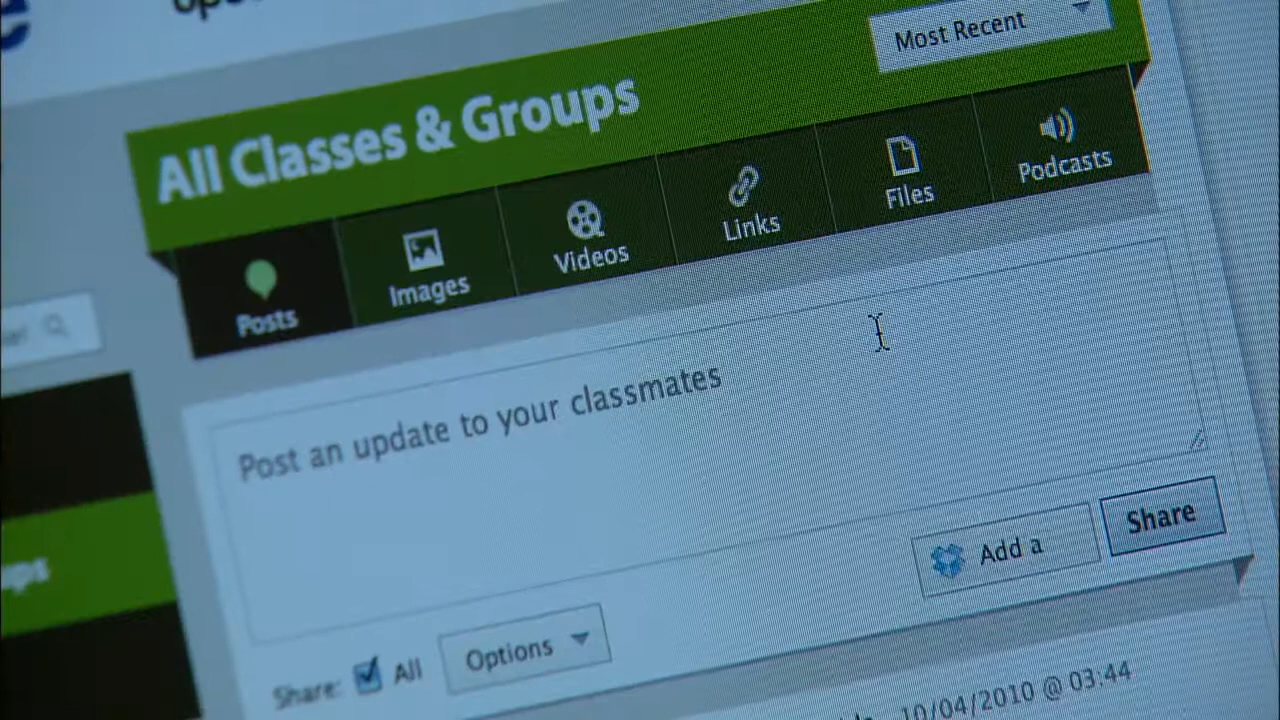 Most Recent
All Classes & Groups
Posts
Images
Videos
Links
Files
Podcasts
Post an update to your classmates
Add a
Share
Share:
All
Options
10/04/2010 @ 03:44